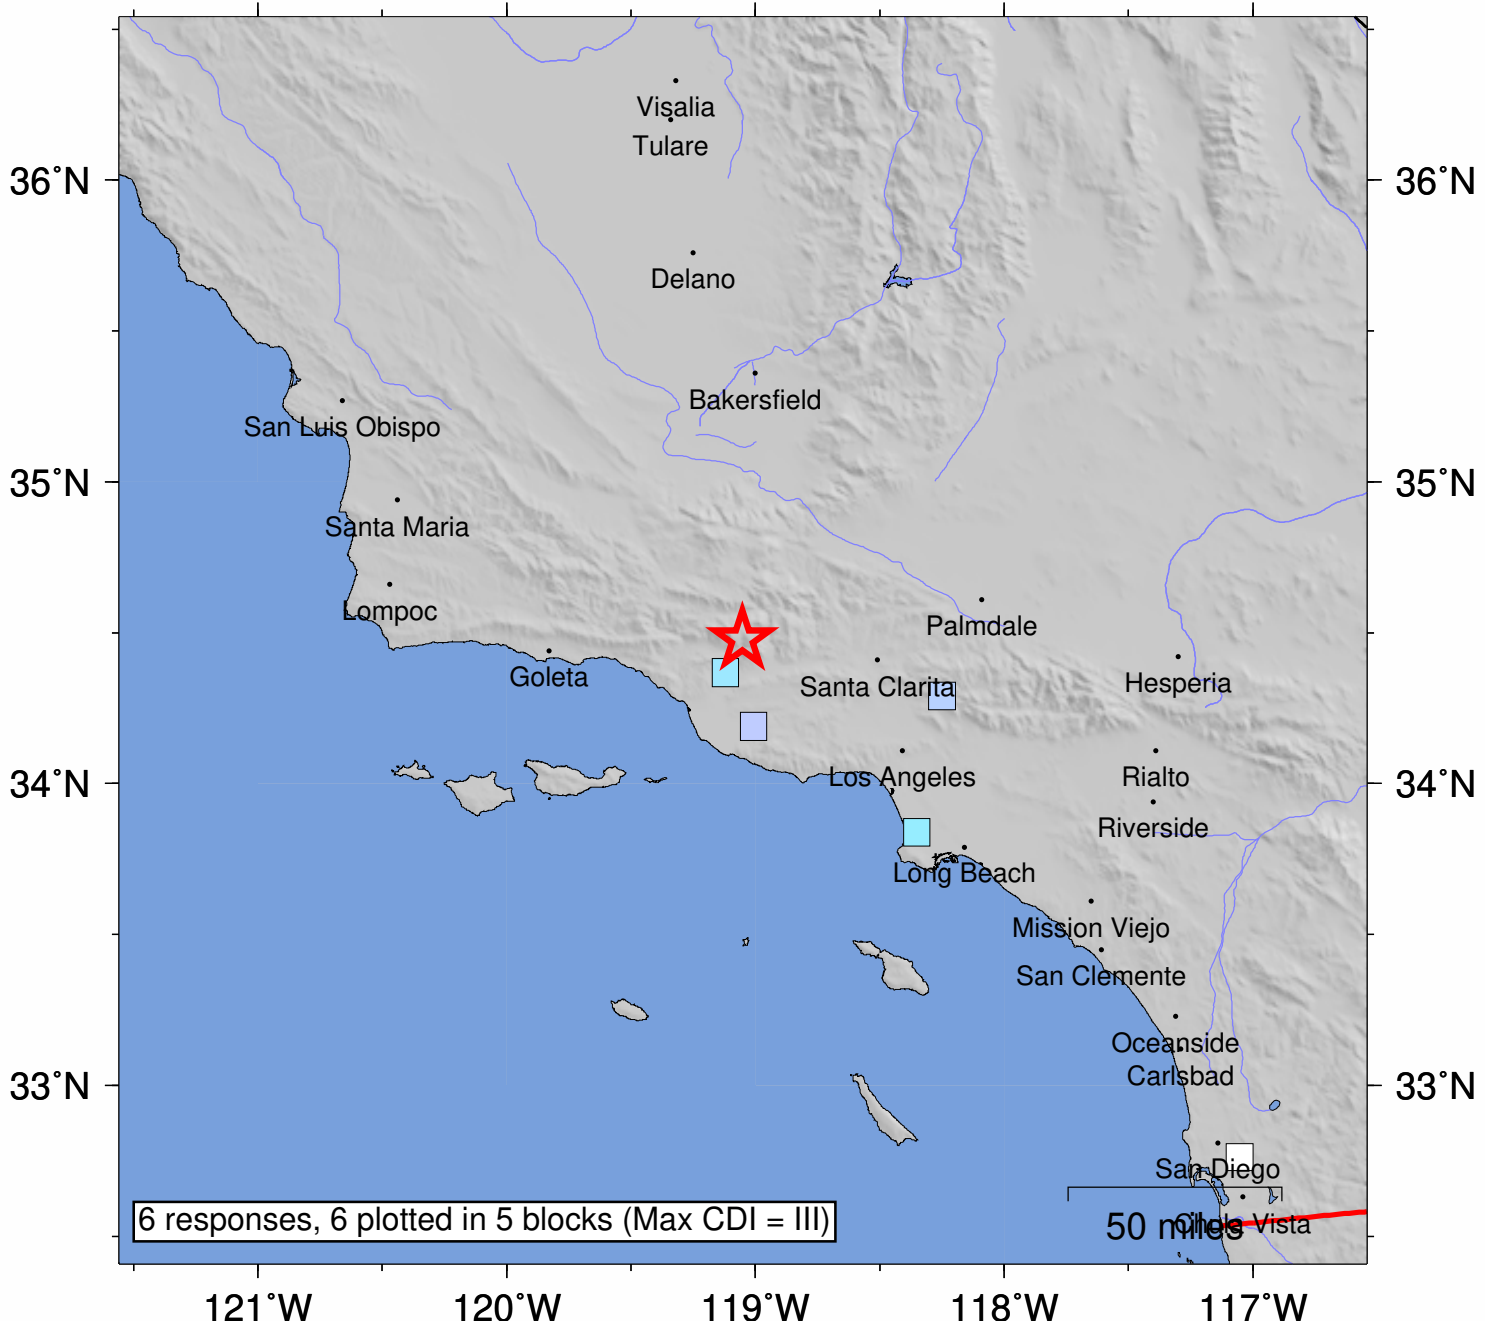 Visalia
Tulare
36°N
36°N
Delano
Bakersfield
San Luis Obispo
35°N
35°N
Santa Maria
Lompoc
Palmdale
Goleta
Santa Clarita
Hesperia
34°N
Los Angeles
Rialto
34°N
Riverside
Long Beach
Mission Viejo
San Clemente
Oceanside
33°N
Carlsbad
33°N
San Diego
6 responses, 6 plotted in 5 blocks (Max CDI = III)
50 miles
Chula Vista
121°W
120°W
119°W
118°W
117°W